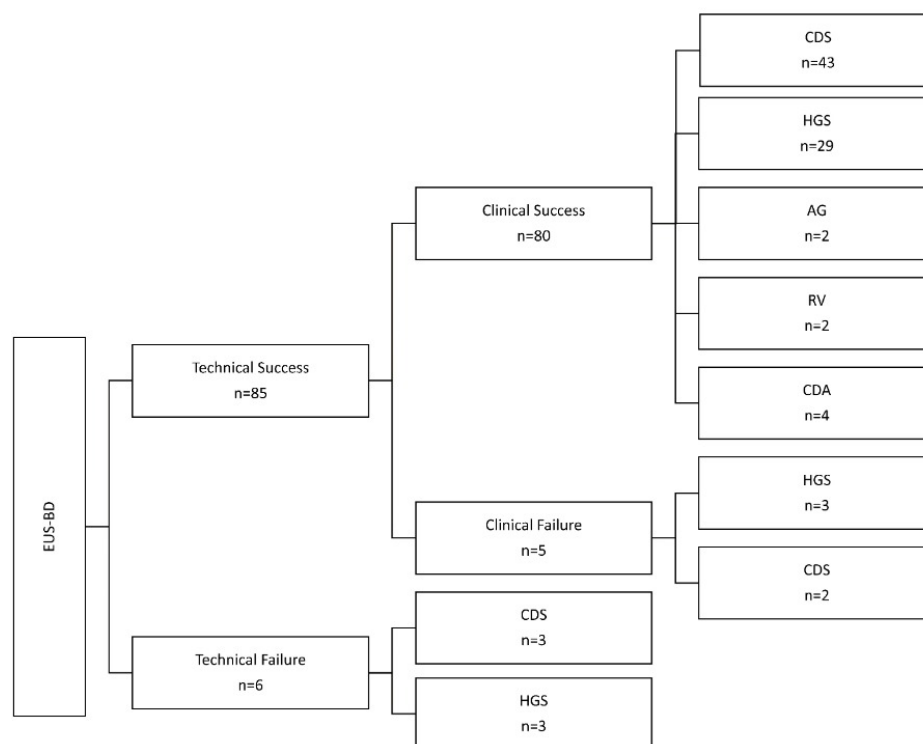 EUS-BD
Technical Success
n=85
Clinical Success
n=80
CDS
n=43
HGS
n=29
AG
n=2
RV
n=2
CDA
n=4
Clinical Failure
n=5
HGS
n=3
CDS
n=2
Technical Failure
n=6
CDS
n=3
HGS
n=3